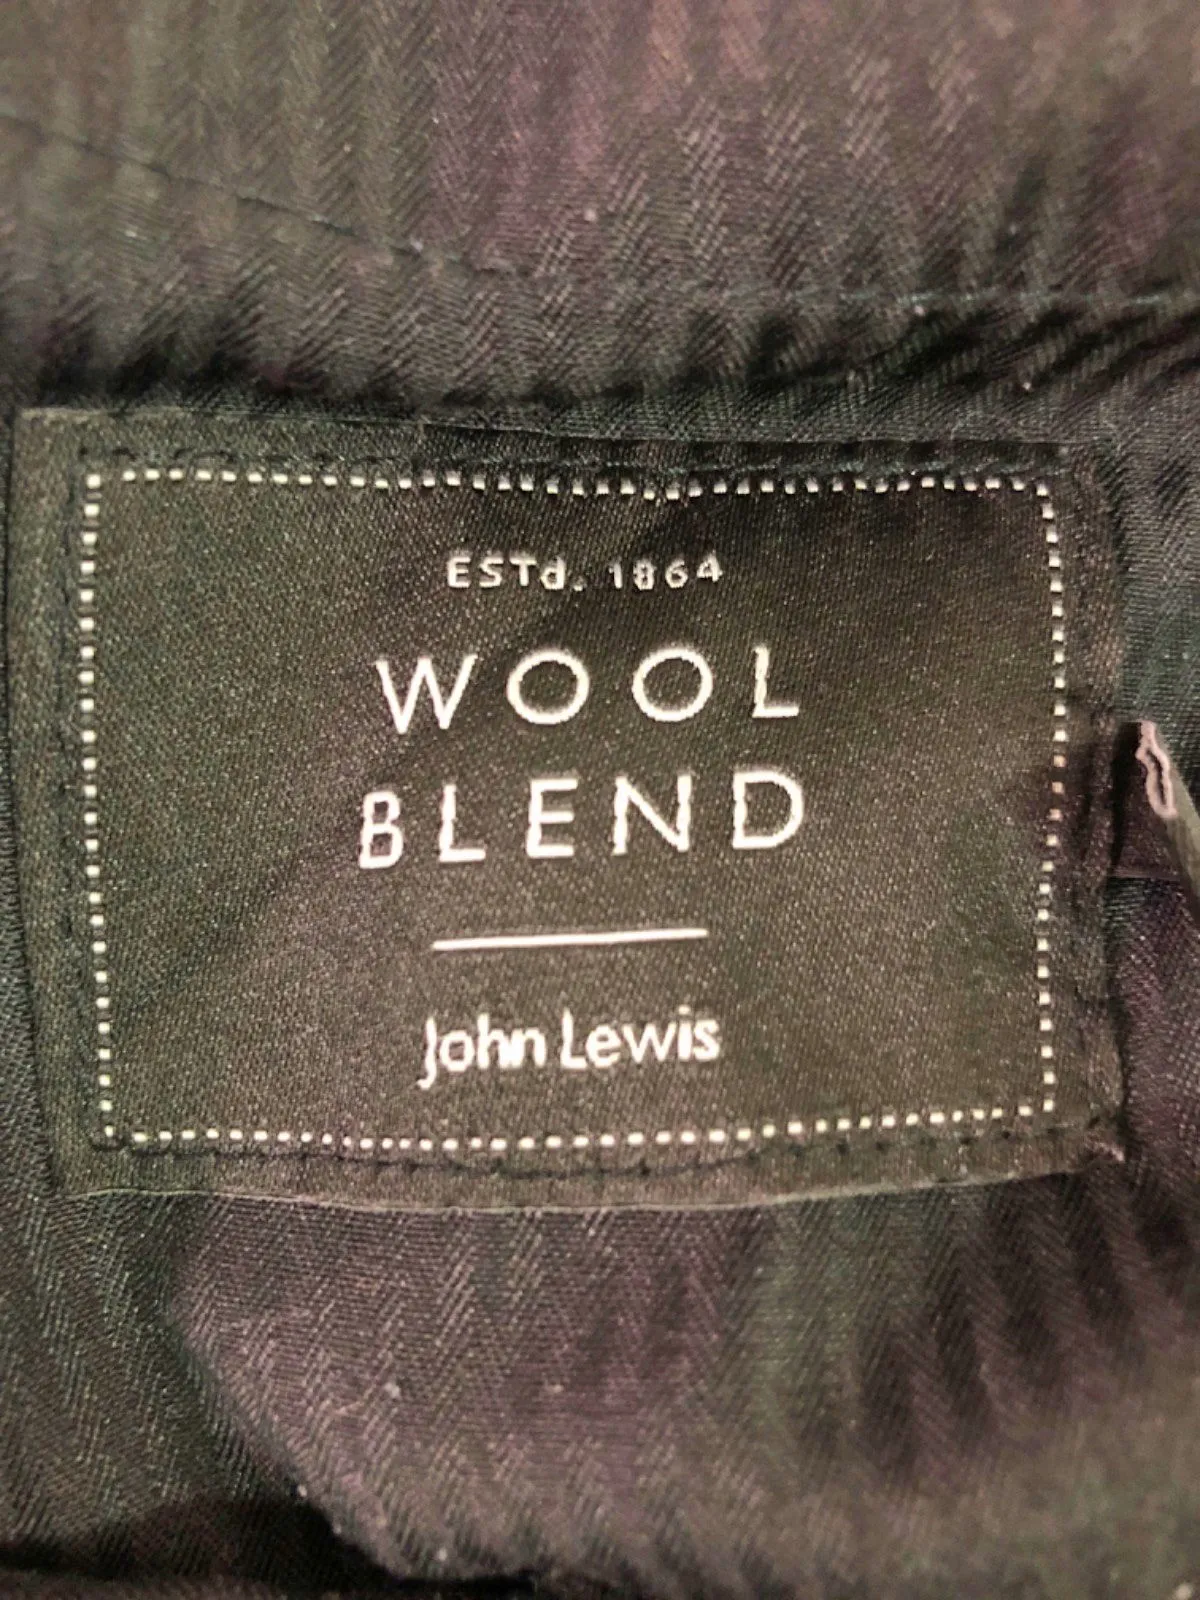 ESTd. 1864
WOOL
BLEND
John Lewis